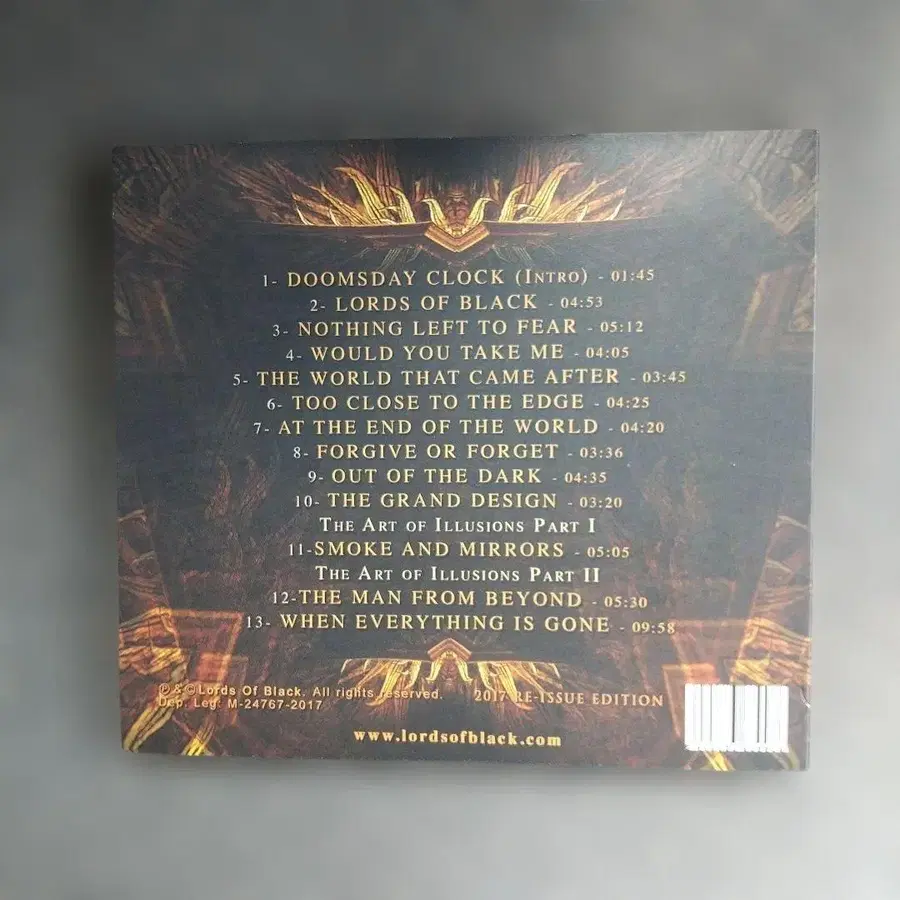 1- DOOMSDAY CLOCK (INTRO) - 01:45
2- LORDS OF BLACK - 04:53
3- NOTHING LEFT TO FEAR - 05:12
4- WOULD YOU TAKE ME - 04:05
5- THE WORLD THAT CAME AFTER - 03:45
6- TOO CLOSE TO THE EDGE - 04:25
7- AT THE END OF THE WORLD - 04:20
8- FORGIVE OR FORGET - 03:36
9- OUT OF THE DARK - 04:35
10- THE GRAND DESIGN - 03:20
THE ART OF ILLUSIONS PART I
11-SMOKE AND MIRRORS - 05:05
THE ART OF ILLUSIONS PART II
12-THE MAN FROM BEYOND - 05:30
13- WHEN EVERYTHING IS GONE - 09:58
℗ & © Lords Of Black. All rights reserved.
Dep. Leg: M-24767-2017
2017 RE-ISSUE EDITION
www.lordsofblack.com